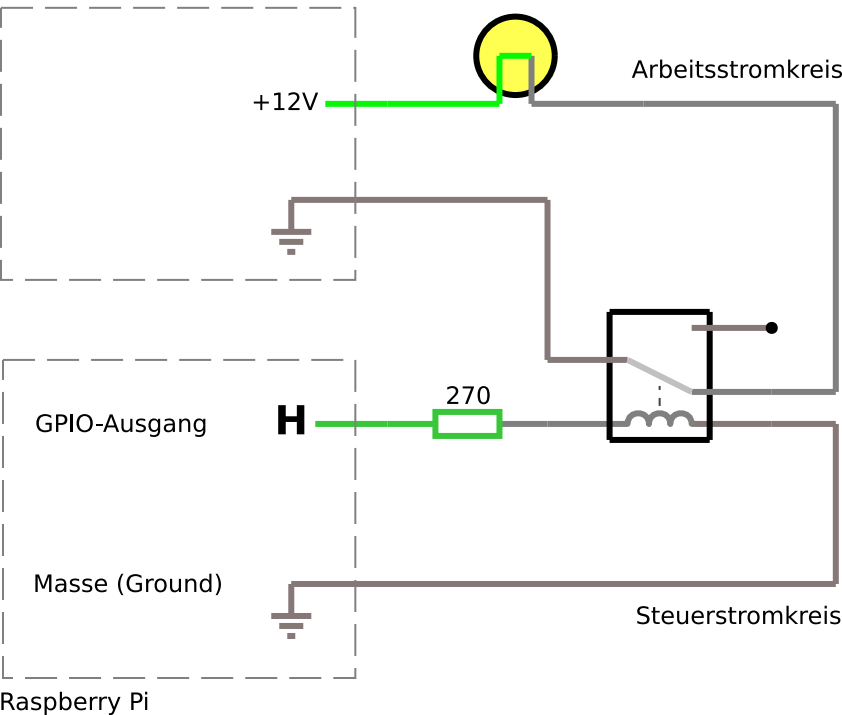 Arbeitsstromkreis
+12V
270
GPIO-Ausgang
H
Masse (Ground)
Steuerstromkreis
Raspberry Pi